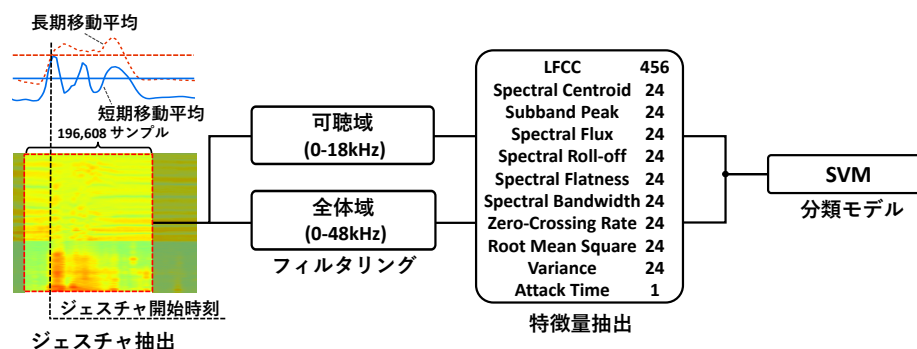 長期移動平均
短期移動平均
196,608 サンプル
ジェスチャ開始時刻
ジェスチャ抽出
可聴域
(0-18kHz)
全体域
(0-48kHz)
フィルタリング
LFCC 456
Spectral Centroid 24
Subband Peak 24
Spectral Flux 24
Spectral Roll-off 24
Spectral Flatness 24
Spectral Bandwidth 24
Zero-Crossing Rate 24
Root Mean Square 24
Variance 24
Attack Time 1
特徴量抽出
SVM
分類モデル